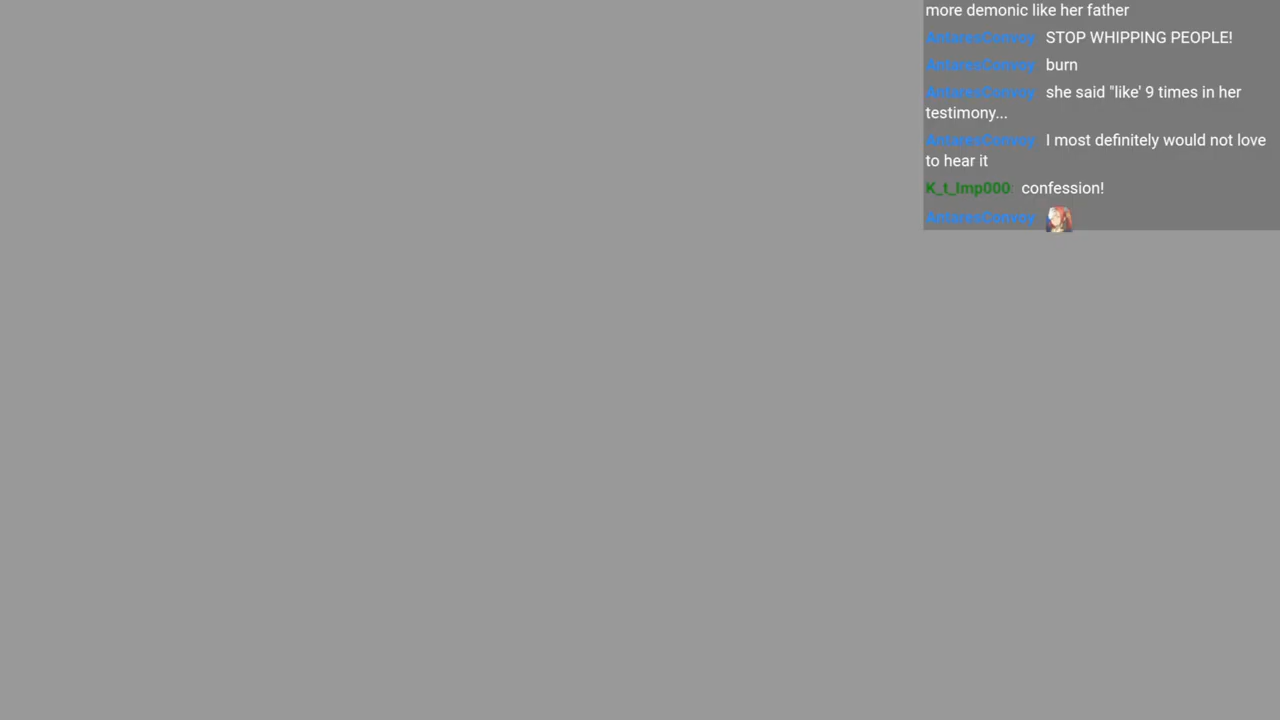 more demonic like her father
AntaresConvoy: STOP WHIPPING PEOPLE!
AntaresConvoy: burn
AntaresConvoy: she said "like' 9 times in her
testimony...
AntaresConvoy: I most definitely would not love
to hear it
K_t_Imp000: confession!
AntaresConvoy: